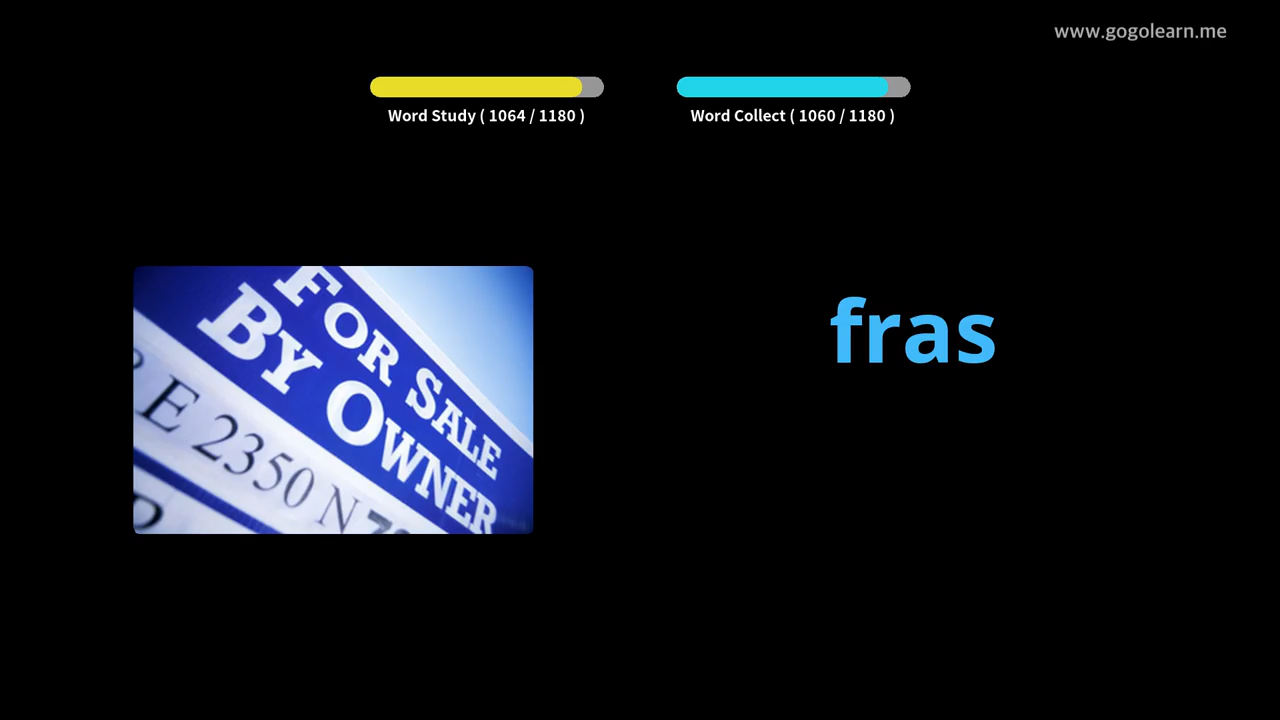 www.gogolearn.me
Word Study ( 1064 / 1180 )
Word Collect ( 1060 / 1180 )
FOR SALE
BY OWNER
E 2350 N
fras